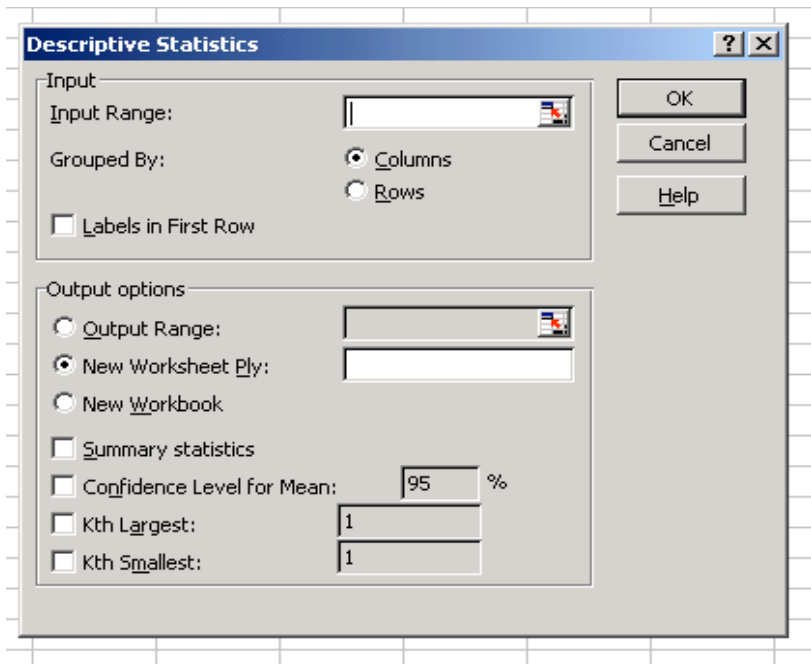 Descriptive Statistics
Input
Input Range:
Grouped By:
Columns
Rows
Labels in First Row
OK
Cancel
Help
Output options
Output Range:
New Worksheet Ply:
New Workbook
Summary statistics
Confidence Level for Mean: 95 %
Kth Largest: 1
Kth Smallest: 1